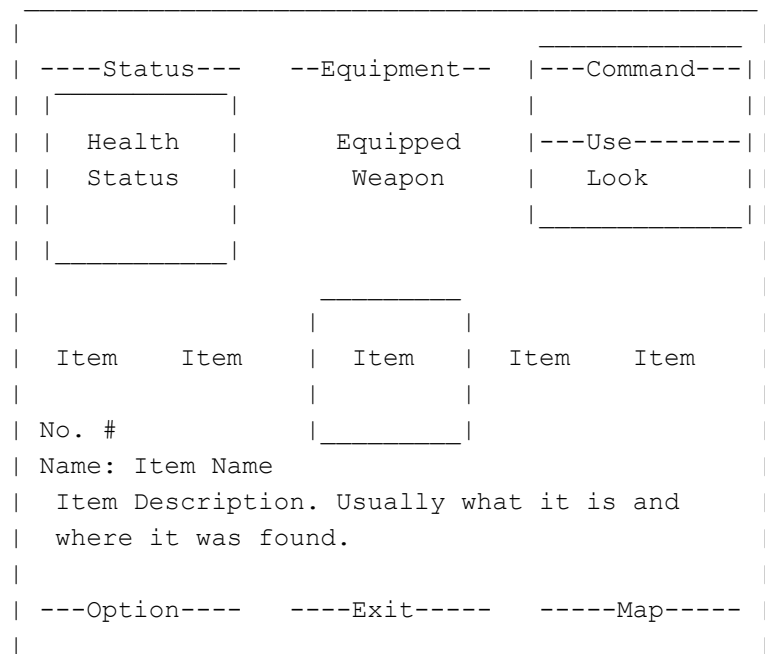 ----Status---   --Equipment--   ---Command---
Health   Equipped   ---Use-------
Status   Weapon   Look
Item   Item   Item   Item   Item
No. #
Name: Item Name
Item Description. Usually what it is and
where it was found.
---Option----   ----Exit-----   -----Map-----